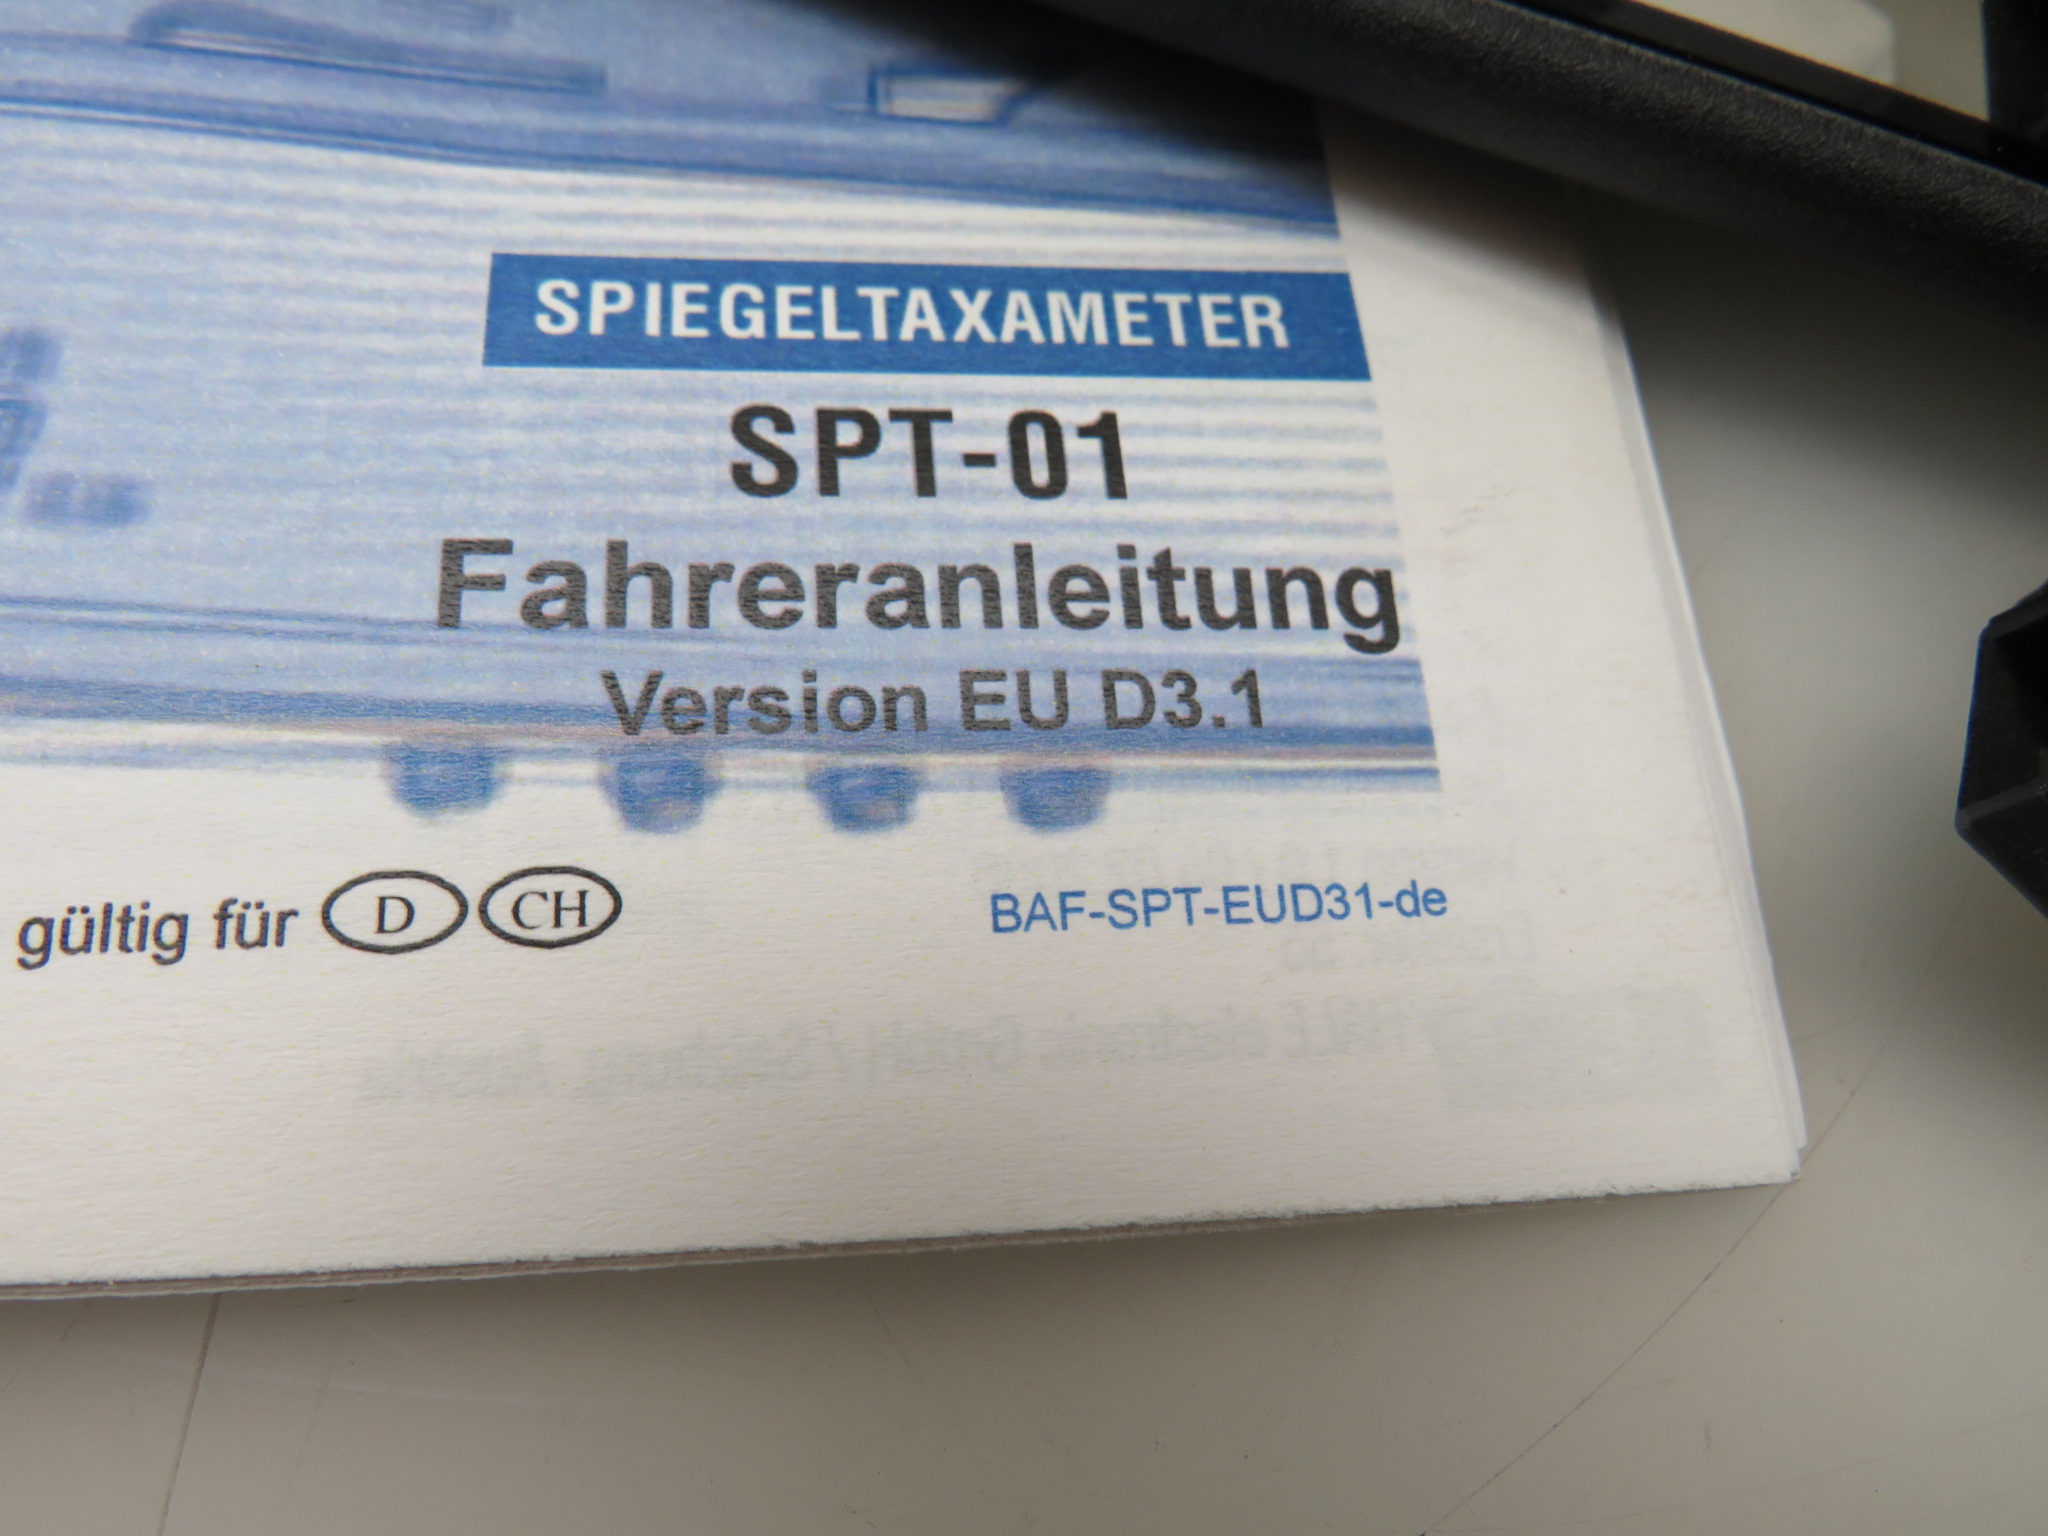 SPIEGELTAXAMETER
SPT-01
Fahreranleitung
Version EU D3.1
gültig für D CH
BAF-SPT-EUD31-de